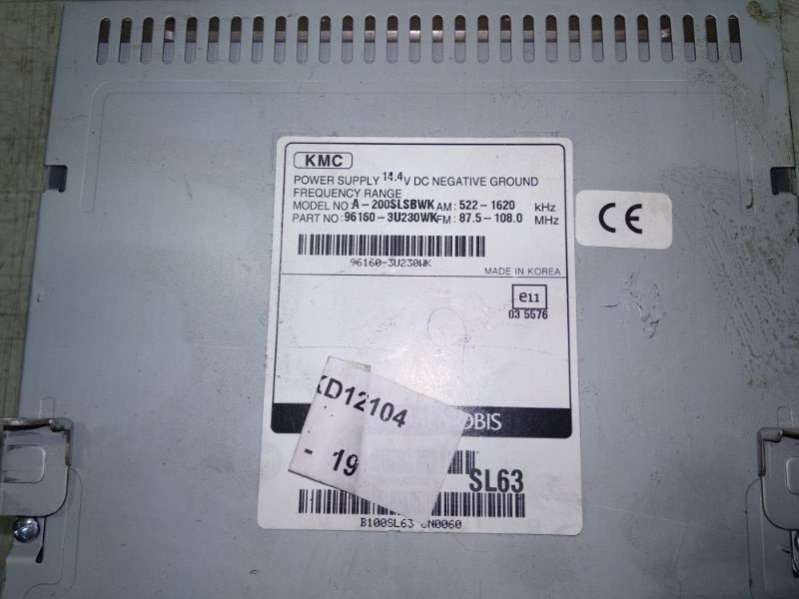 KMC
POWER SUPPLY 14.4V DC NEGATIVE GROUND
FREQUENCY RANGE
MODEL NO: A-200SLSBWK AM: 522-1620 kHz
PART NO: 96160-3U230WK FM: 87.5-108.0 MHz
CE
96160-3U230WK
MADE IN KOREA
e11
03 5576
KD12104
OBIS
- 19
SL63
B100SL63 N0060